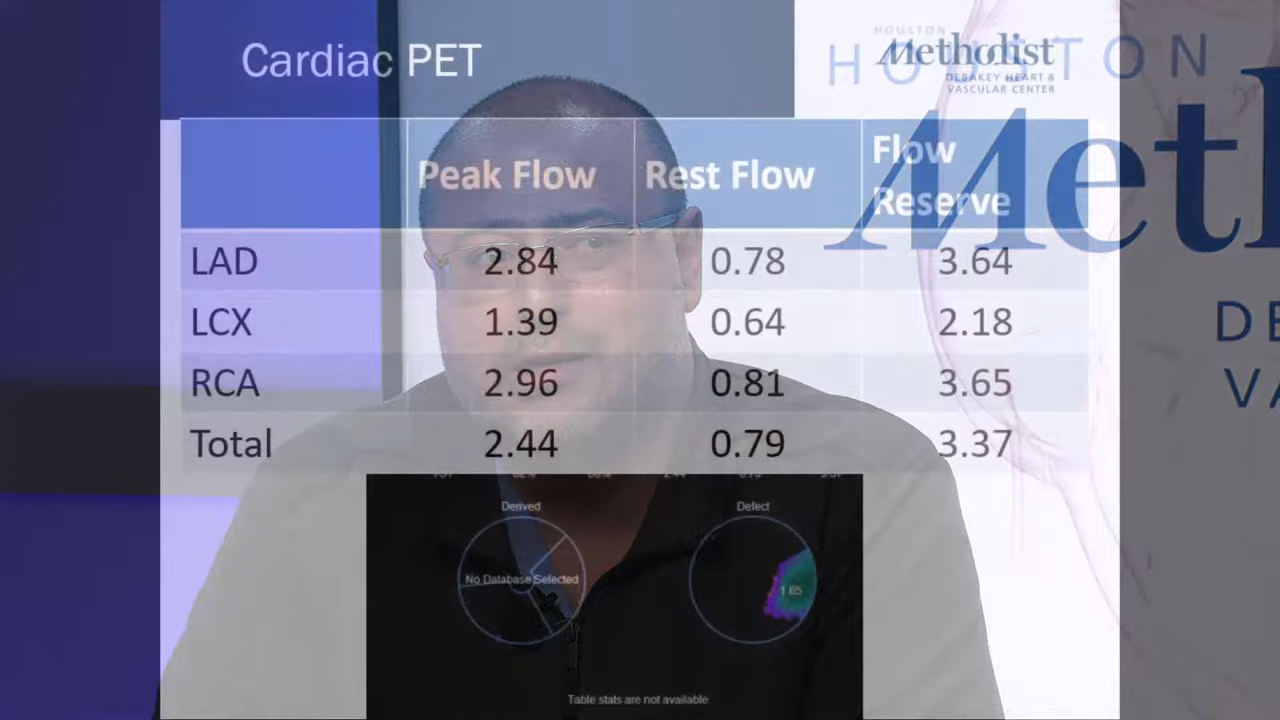 Cardiac PET
HOUSTON
Methodist
DEBAKEY HEART &
VASCULAR CENTER
HOUSTON
Met
DE
VA
Peak Flow Rest Flow Flow Reserve
LAD 2.84 0.78 3.64
LCX 1.39 0.64 2.18
RCA 2.96 0.81 3.65
Total 2.44 0.79 3.37
Derived Defect
No Database Selected
1.65
Table stats are not available